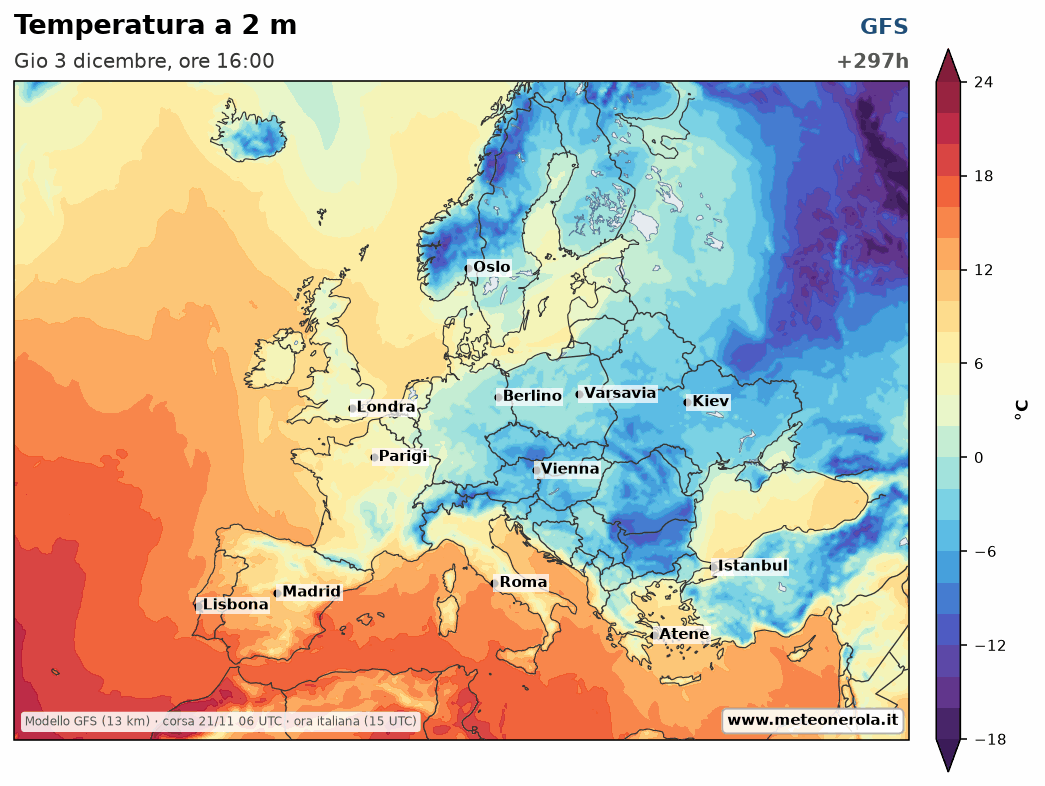 Temperatura a 2 m
GFS
Gio 3 dicembre, ore 16:00
+297h
24
18
12
6
0
−6
−12
−18
°C
Oslo
Berlino
Varsavia
Kiev
Londra
Parigi
Vienna
Istanbul
Roma
Madrid
Lisbona
Atene
Modello GFS (13 km) · corsa 21/11 06 UTC · ora italiana (15 UTC)
www.meteonerola.it